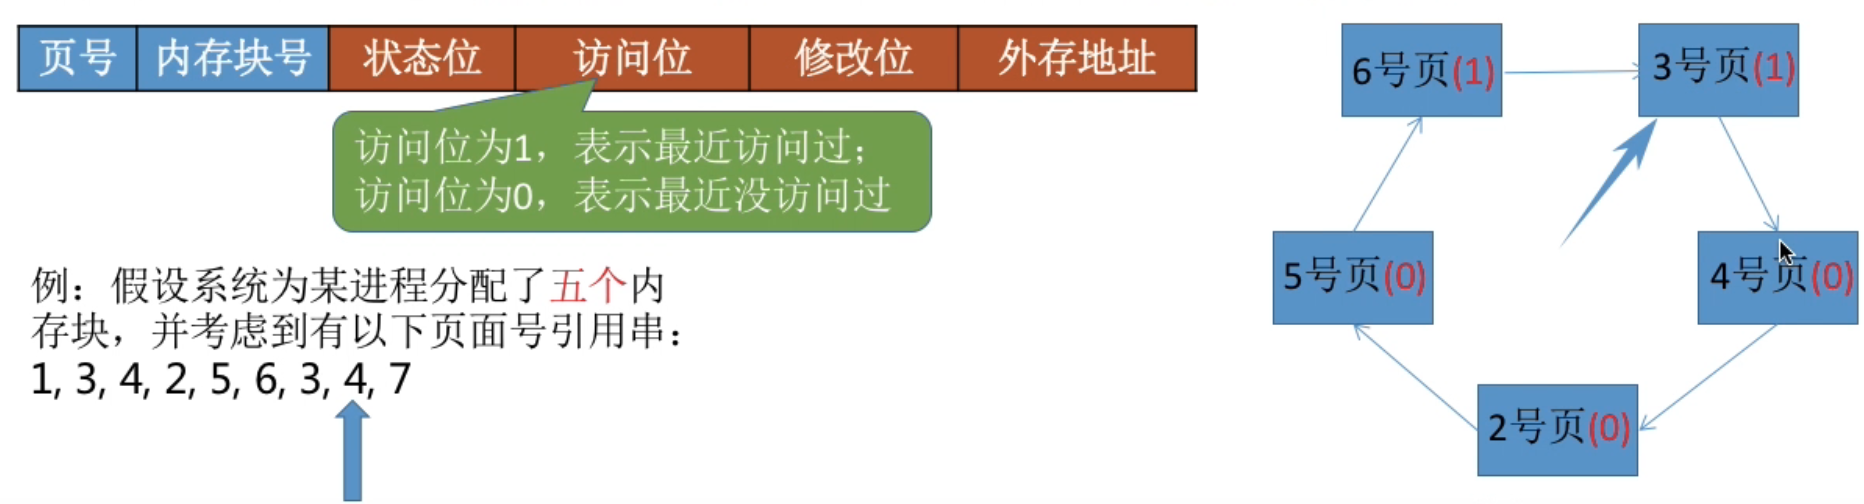 页号 内存块号 状态位 访问位 修改位 外存地址
访问位为1，表示最近访问过；
访问位为0，表示最近没访问过
例：假设系统为某进程分配了五个内
存块，并考虑到有以下页面号引用串：
1, 3, 4, 2, 5, 6, 3, 4, 7
6号页(1)
3号页(1)
5号页(0)
4号页(0)
2号页(0)